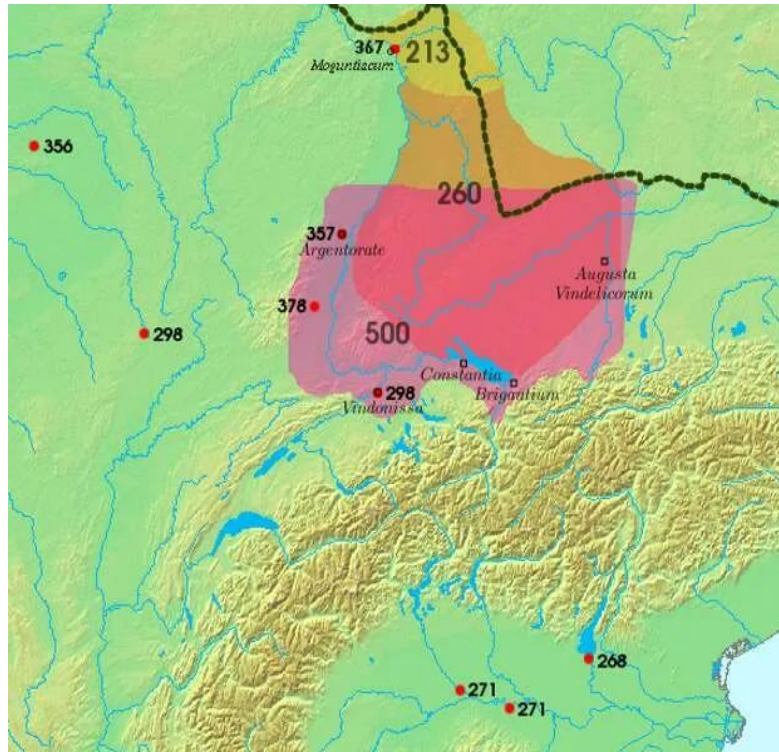 367
213
Moguntiacum
356
260
357
Argentorate
Augusta
Vindelicorum
378
298
500
Constantia
Brigantium
298
Vindonissa
268
271
271